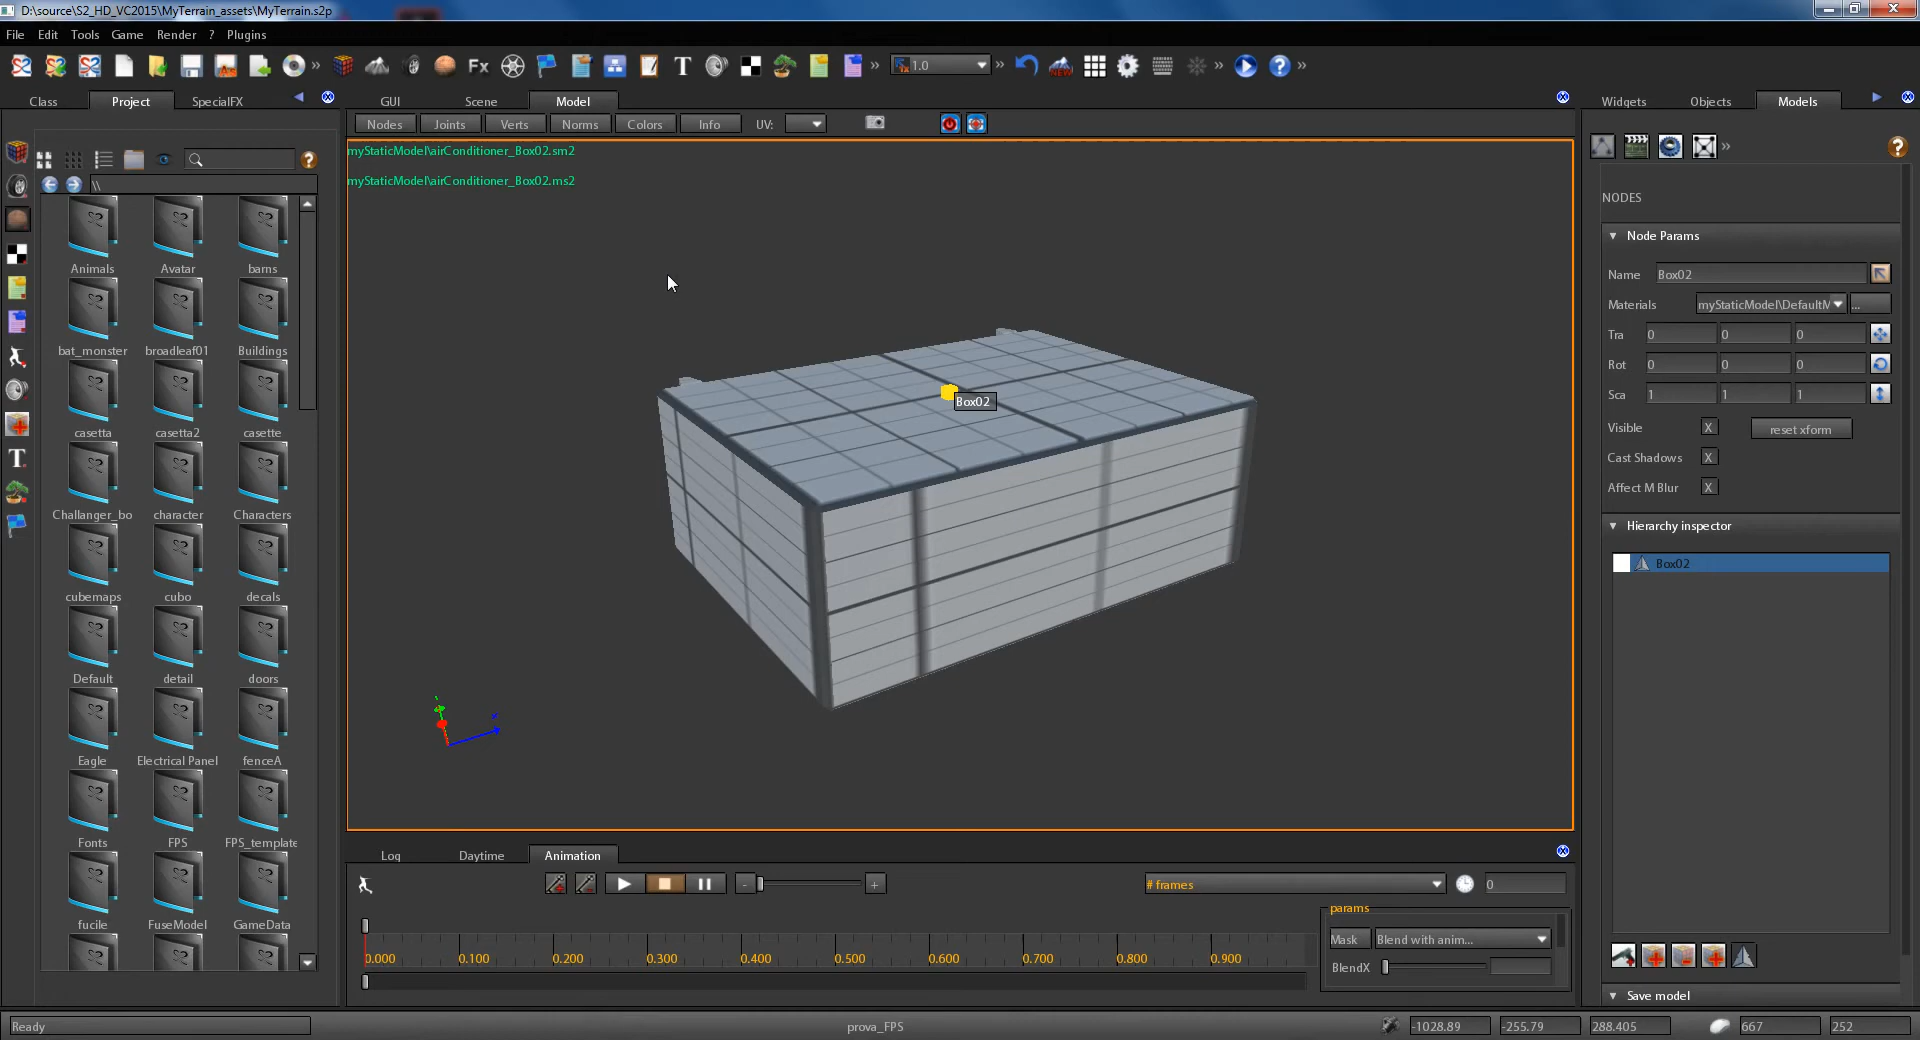 D:\source\S2_HD_VC2015\MyTerrain_assets\MyTerrain.s2p
File Edit Tools Game Render ? Plugins
Fx T 1.0
Class Project SpecialFX
GUI Scene Model
Widgets Objects Models
Nodes Joints Verts Norms Colors Info UV:
myStaticModel\airConditioner_Box02.sm2
myStaticModel\airConditioner_Box02.ms2
\\
Animals Avatar barns
bat_monster broadleaf01 Buildings
casetta casetta2 casette
Challanger_bo character Characters
cubemaps cubo decals
Default detail doors
Eagle Electrical Panel fenceA
Fonts FPS FPS_template
fucile FuseModel GameData
Box02
NODES
Node Params
Name Box02
Materials myStaticModel\DefaultM ...
Tra 0 0 0
Rot 0 0 0
Sca 1 1 1
Visible X reset xform
Cast Shadows X
Affect M Blur X
Hierarchy inspector
Box02
Save model
Log Daytime Animation
- + # frames 0
params
Mask Blend with anim...
BlendX
0.000 0.100 0.200 0.300 0.400 0.500 0.600 0.700 0.800 0.900
Ready prova_FPS -1028.89 -255.79 288.405 667 252